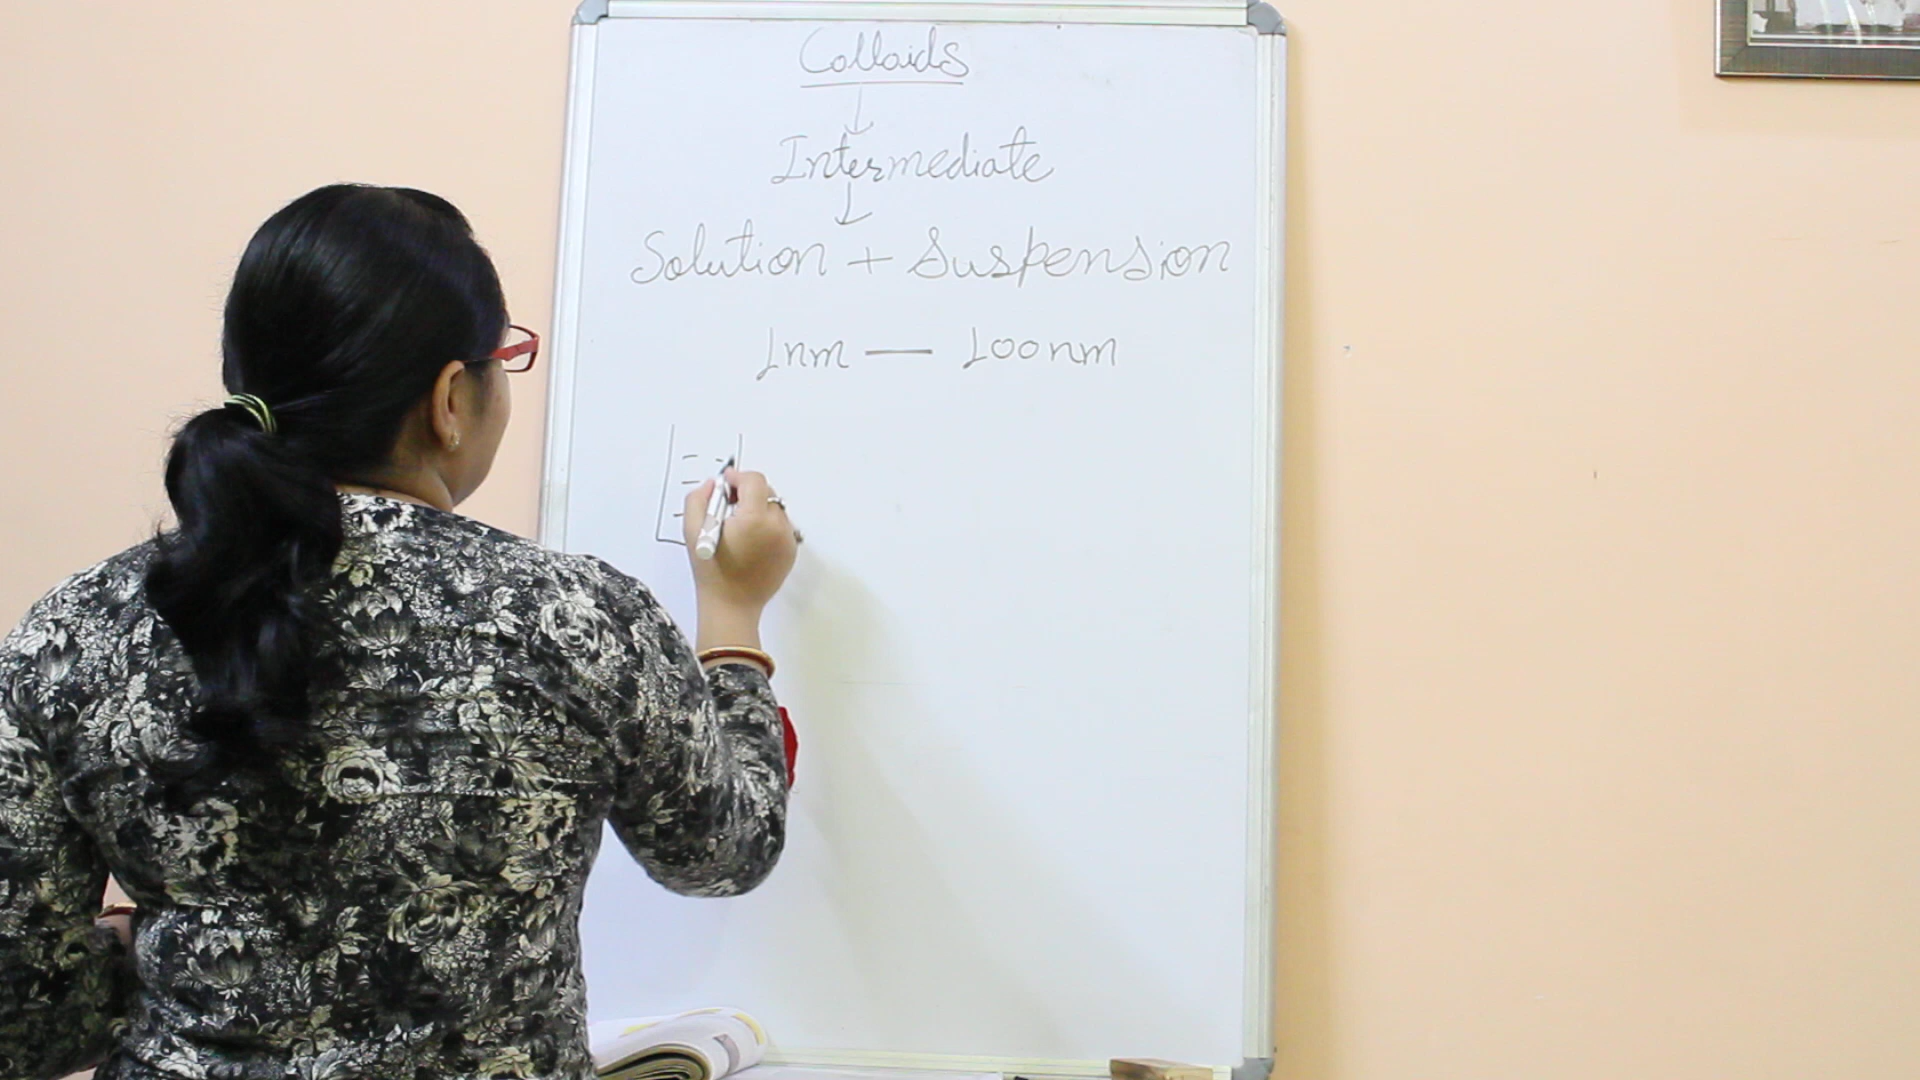 Colloids
Intermediate
Solution + Suspension
1nm — 100nm